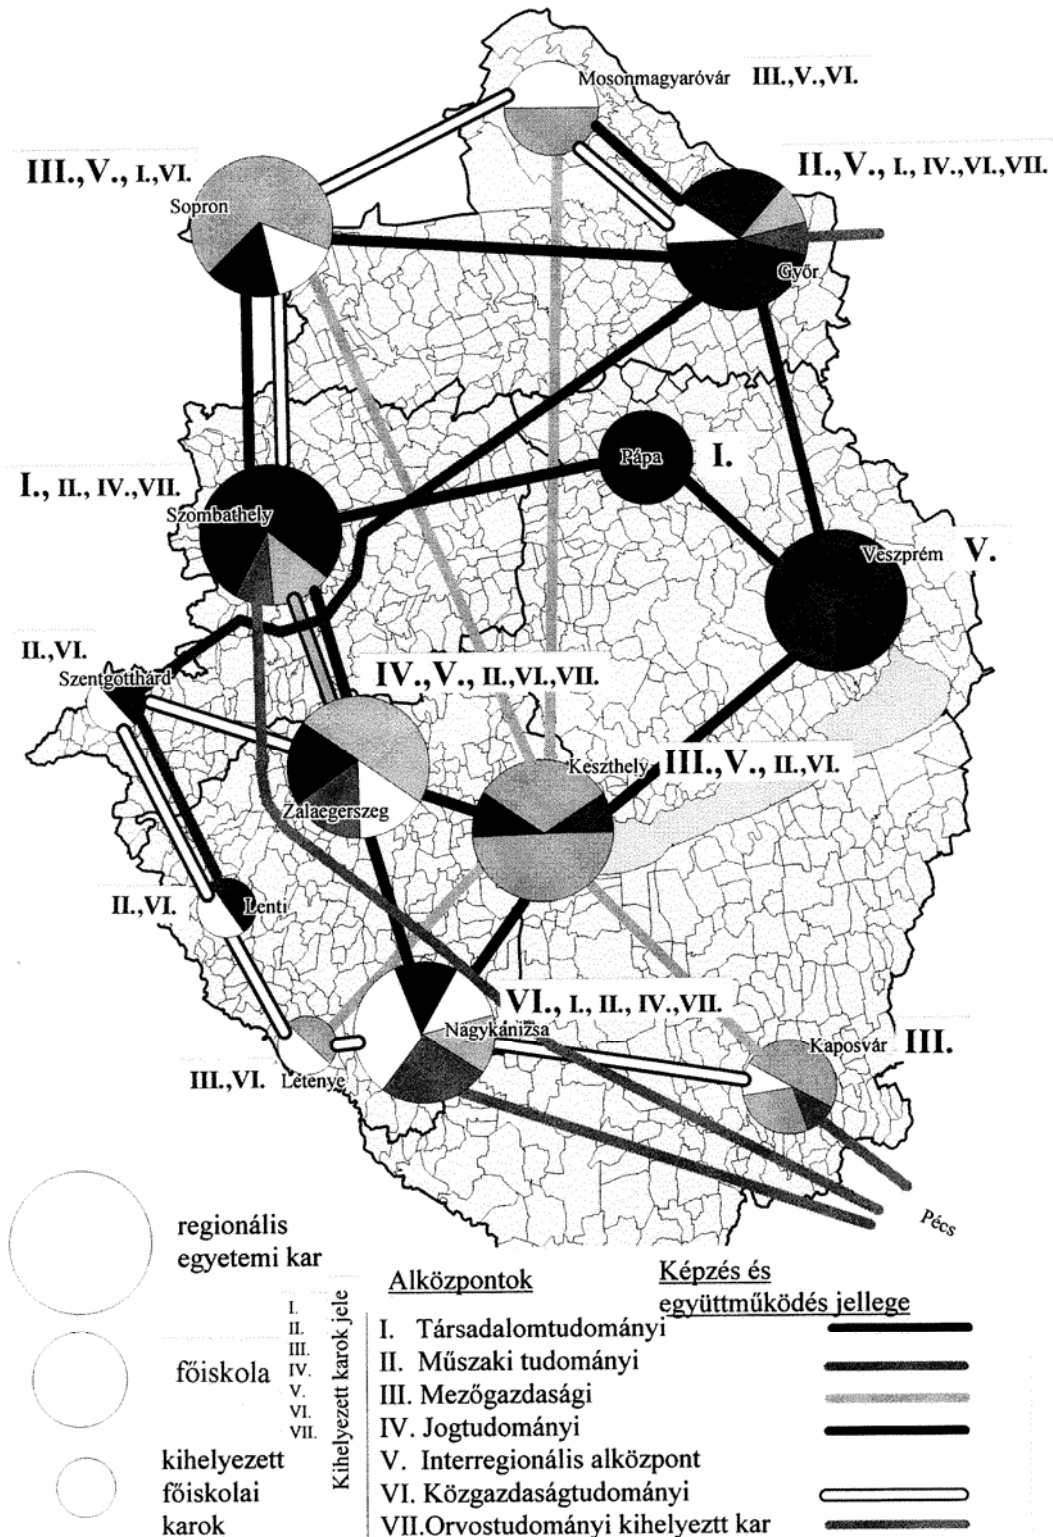 Mosonmagyaróvár III.,V.,VI.
III.,V., I.,VI.
Sopron
II.,V., I., IV.,VI.,VII.
Győr
Pápa I.
I., II., IV.,VII.
Szombathely
Veszprém V.
II.,VI.
Szentgotthárd
IV.,V., II.,VI.,VII.
Keszthely III.,V., II.,VI.
Zalaegerszeg
II.,VI. Lenti
VI., I., II., IV.,VII.
Nagykanizsa
Kaposvár III.
III.,VI. Letenye
Pécs
regionális
egyetemi kar
főiskola
kihelyezett
főiskolai
karok
I.
II.
III.
IV.
V.
VI.
VII.
Kihelyezett karok jele
Alközpontok
Képzés és
együttműködés jellege
I. Társadalomtudományi
II. Műszaki tudományi
III. Mezőgazdasági
IV. Jogtudományi
V. Interregionális alközpont
VI. Közgazdaságtudományi
VII.Orvostudományi kihelyeztt kar